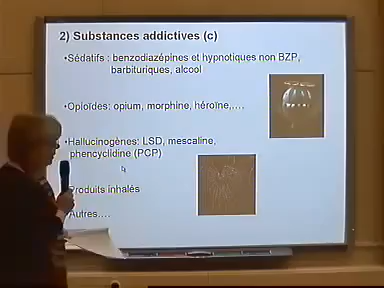 2) Substances addictives (c)
•Sédatifs : benzodiazépines et hypnotiques non BZP,
barbituriques, alcool
•Opioïdes: opium, morphine, héroïne,....
•Hallucinogènes: LSD, mescaline,
phencyclidine (PCP)
Produits inhalés
Autres....